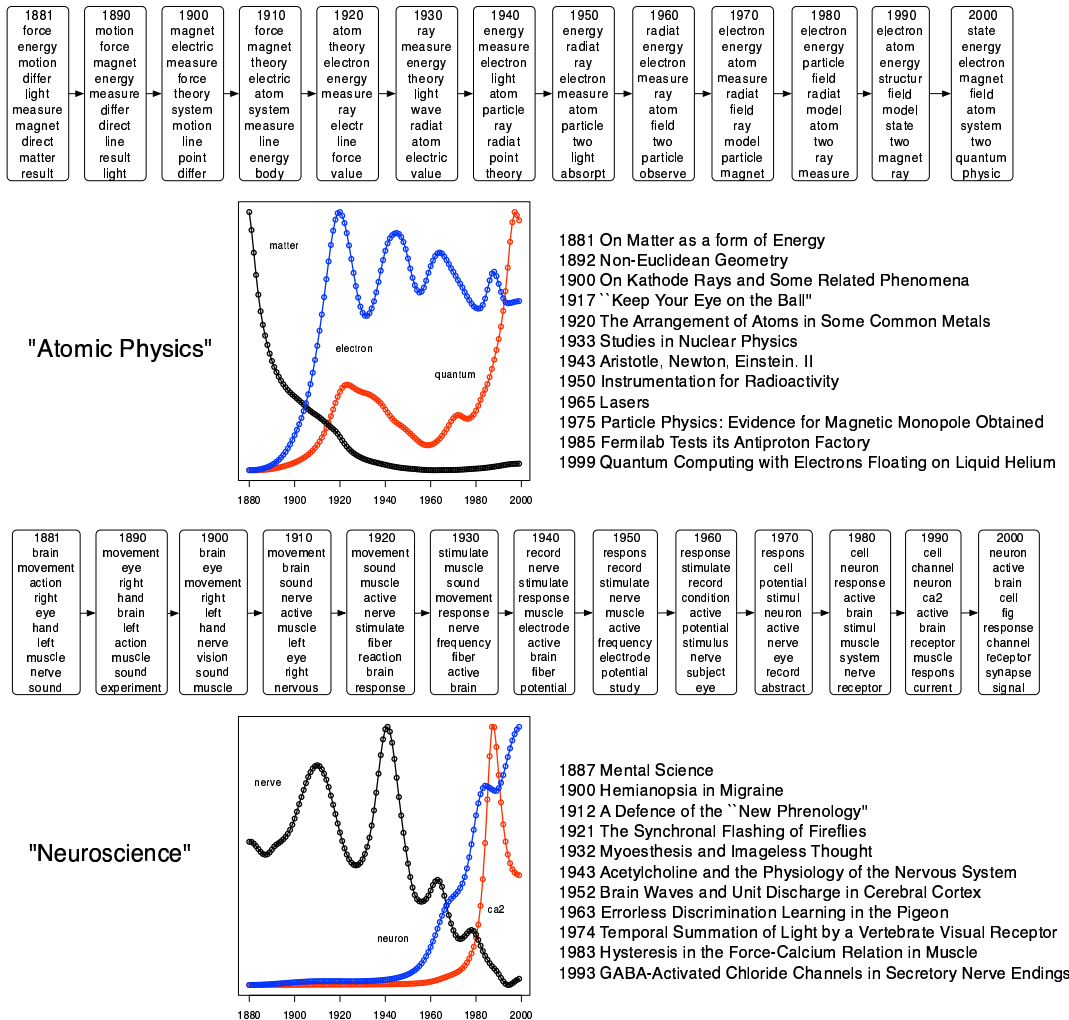 1881
force
energy
motion
differ
light
measure
magnet
direct
matter
result
1890
motion
force
magnet
energy
measure
differ
direct
line
result
light
1900
magnet
electric
measure
force
theory
system
motion
line
point
differ
1910
force
magnet
theory
electric
atom
system
measure
line
energy
body
1920
atom
theory
electron
energy
measure
ray
electr
line
force
value
1930
ray
measure
energy
theory
light
wave
radiat
atom
electric
value
1940
energy
measure
electron
light
atom
particle
ray
radiat
point
theory
1950
energy
radiat
ray
electron
measure
atom
particle
two
light
absorpt
1960
radiat
energy
electron
measure
ray
atom
field
two
particle
observe
1970
electron
energy
atom
measure
radiat
field
ray
model
particle
magnet
1980
electron
energy
particle
field
radiat
model
atom
two
ray
measure
1990
electron
atom
energy
structur
field
model
state
two
magnet
ray
2000
state
energy
electron
magnet
field
atom
system
two
quantum
physic
"Atomic Physics"
matter
electron
quantum
1880 1900 1920 1940 1960 1980 2000
1881 On Matter as a form of Energy
1892 Non-Euclidean Geometry
1900 On Kathode Rays and Some Related Phenomena
1917 ``Keep Your Eye on the Ball"
1920 The Arrangement of Atoms in Some Common Metals
1933 Studies in Nuclear Physics
1943 Aristotle, Newton, Einstein. II
1950 Instrumentation for Radioactivity
1965 Lasers
1975 Particle Physics: Evidence for Magnetic Monopole Obtained
1985 Fermilab Tests its Antiproton Factory
1999 Quantum Computing with Electrons Floating on Liquid Helium
1881
brain
movement
action
right
eye
hand
left
muscle
nerve
sound
1890
movement
eye
right
hand
brain
left
action
muscle
sound
experiment
1900
brain
eye
movement
right
left
hand
nerve
vision
sound
muscle
1910
movement
brain
sound
nerve
active
muscle
left
eye
right
nervous
1920
movement
sound
muscle
active
nerve
stimulate
fiber
reaction
brain
response
1930
stimulate
muscle
sound
movement
response
nerve
frequency
fiber
active
brain
1940
record
nerve
stimulate
response
muscle
electrode
active
brain
fiber
potential
1950
respons
record
stimulate
nerve
muscle
active
frequency
electrode
potential
study
1960
response
stimulate
record
condition
active
potential
stimulus
nerve
subject
eye
1970
respons
cell
potential
stimul
neuron
active
nerve
eye
record
abstract
1980
cell
neuron
response
active
brain
stimul
muscle
system
nerve
receptor
1990
cell
channel
neuron
ca2
active
brain
receptor
muscle
respons
current
2000
neuron
active
brain
cell
fig
response
channel
receptor
synapse
signal
"Neuroscience"
nerve
neuron
ca2
1880 1900 1920 1940 1960 1980 2000
1887 Mental Science
1900 Hemianopsia in Migraine
1912 A Defence of the ``New Phrenology"
1921 The Synchronal Flashing of Fireflies
1932 Myoesthesis and Imageless Thought
1943 Acetylcholine and the Physiology of the Nervous System
1952 Brain Waves and Unit Discharge in Cerebral Cortex
1963 Errorless Discrimination Learning in the Pigeon
1974 Temporal Summation of Light by a Vertebrate Visual Receptor
1983 Hysteresis in the Force-Calcium Relation in Muscle
1993 GABA-Activated Chloride Channels in Secretory Nerve Endings